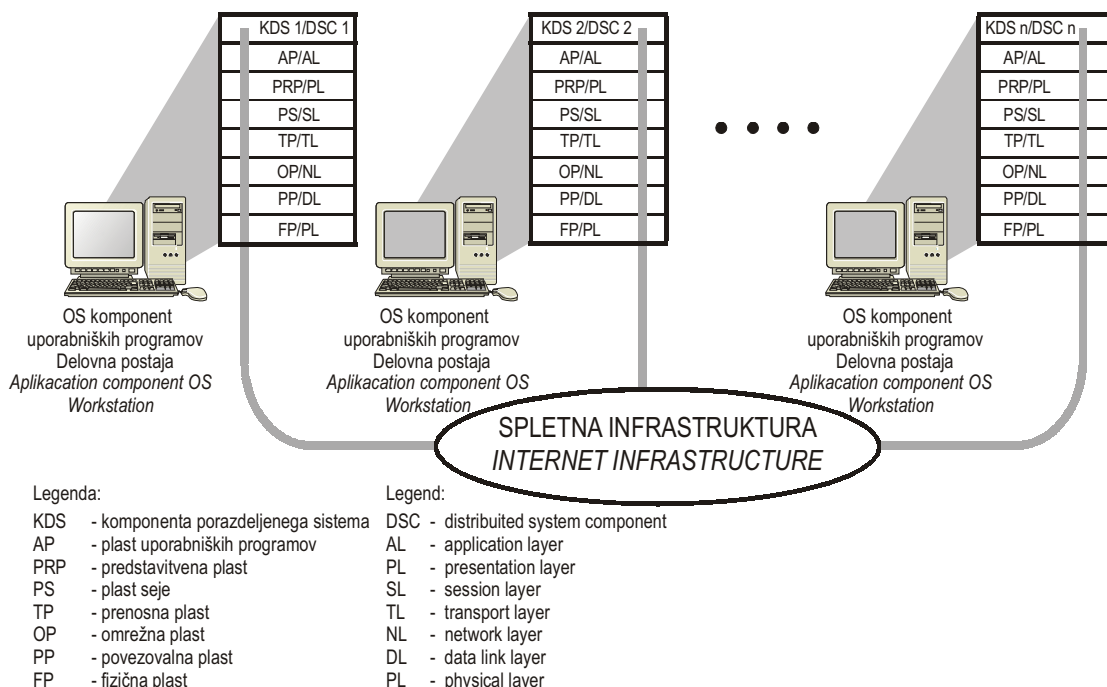 KDS 1/DSC 1
AP/AL
PRP/PL
PS/SL
TP/TL
OP/NL
PP/DL
FP/PL
OS komponent
uporabniških programov
Delovna postaja
Aplikacation component OS
Workstation
KDS 2/DSC 2
AP/AL
PRP/PL
PS/SL
TP/TL
OP/NL
PP/DL
FP/PL
OS komponent
uporabniških programov
Delovna postaja
Aplikacation component OS
Workstation
KDS n/DSC n
AP/AL
PRP/PL
PS/SL
TP/TL
OP/NL
PP/DL
FP/PL
OS komponent
uporabniških programov
Delovna postaja
Aplikacation component OS
Workstation
SPLETNA INFRASTRUKTURA
INTERNET INFRASTRUCTURE
Legenda:
KDS - komponenta porazdeljenega sistema
AP - plast uporabniških programov
PRP - predstavitvena plast
PS - plast seje
TP - prenosna plast
OP - omrežna plast
PP - povezovalna plast
FP - fizična plast
Legend:
DSC - distribuited system component
AL - application layer
PL - presentation layer
SL - session layer
TL - transport layer
NL - network layer
DL - data link layer
PL - physical layer